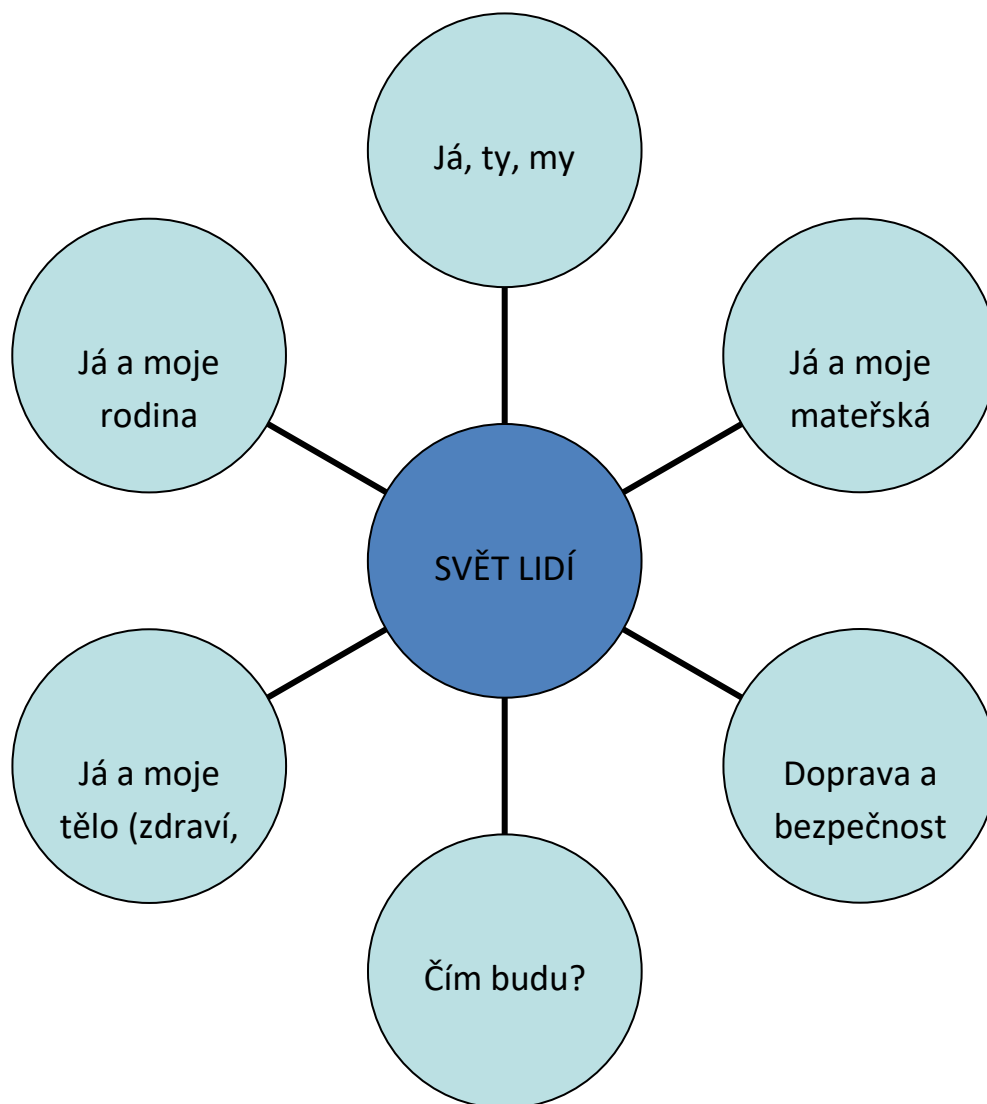 Já, ty, my
Já a moje
rodina
Já a moje
mateřská
SVĚT LIDÍ
Já a moje
tělo (zdraví,
Doprava a
bezpečnost
Čím budu?